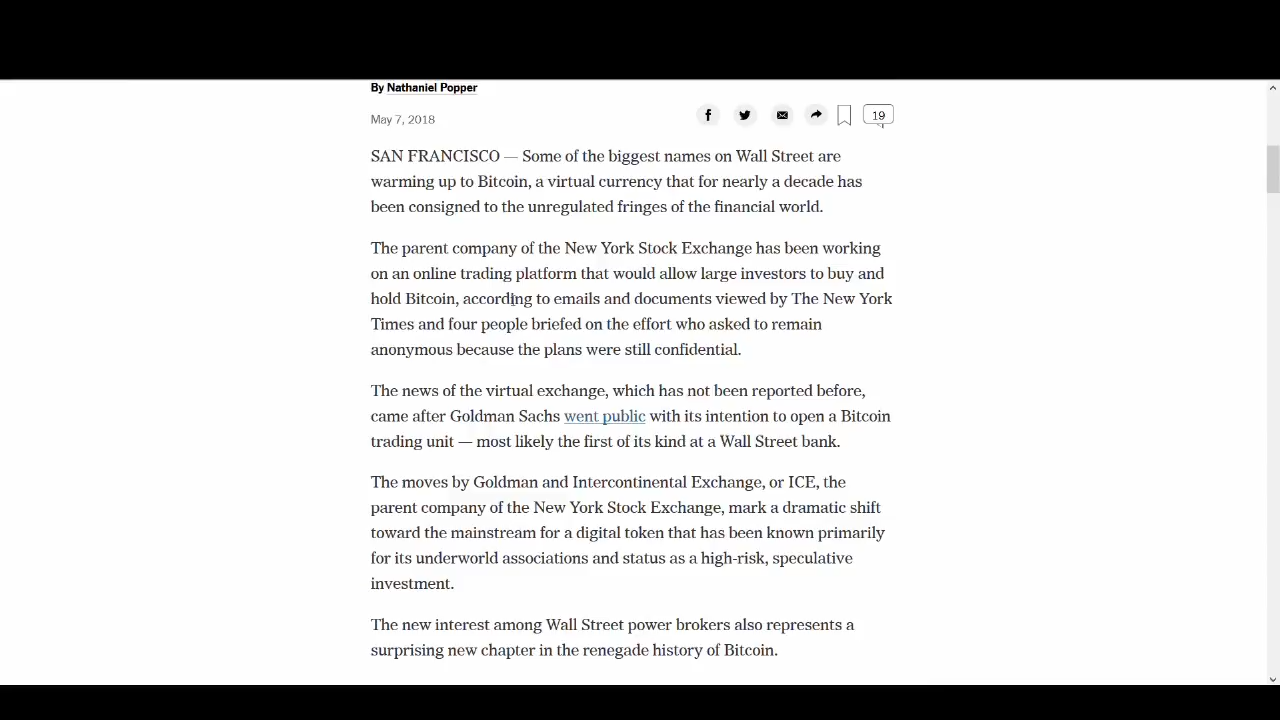 By Nathaniel Popper
May 7, 2018
19
SAN FRANCISCO — Some of the biggest names on Wall Street are
warming up to Bitcoin, a virtual currency that for nearly a decade has
been consigned to the unregulated fringes of the financial world.
The parent company of the New York Stock Exchange has been working
on an online trading platform that would allow large investors to buy and
hold Bitcoin, according to emails and documents viewed by The New York
Times and four people briefed on the effort who asked to remain
anonymous because the plans were still confidential.
The news of the virtual exchange, which has not been reported before,
came after Goldman Sachs went public with its intention to open a Bitcoin
trading unit — most likely the first of its kind at a Wall Street bank.
The moves by Goldman and Intercontinental Exchange, or ICE, the
parent company of the New York Stock Exchange, mark a dramatic shift
toward the mainstream for a digital token that has been known primarily
for its underworld associations and status as a high-risk, speculative
investment.
The new interest among Wall Street power brokers also represents a
surprising new chapter in the renegade history of Bitcoin.